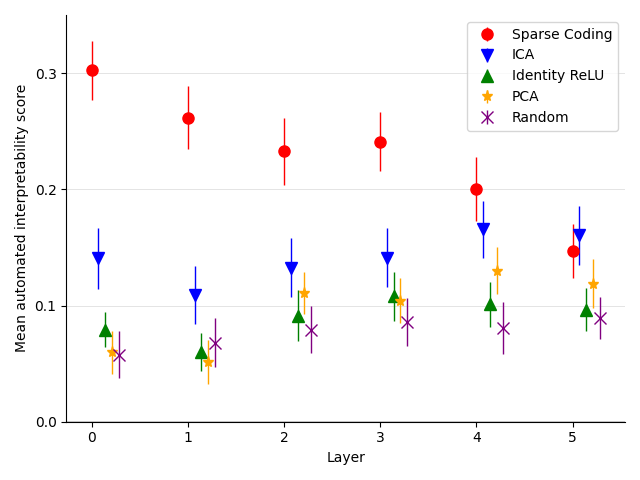 Sparse Coding
ICA
Identity ReLU
PCA
Random
Mean automated interpretability score
0.3
0.2
0.1
0.0
0 1 2 3 4 5
Layer